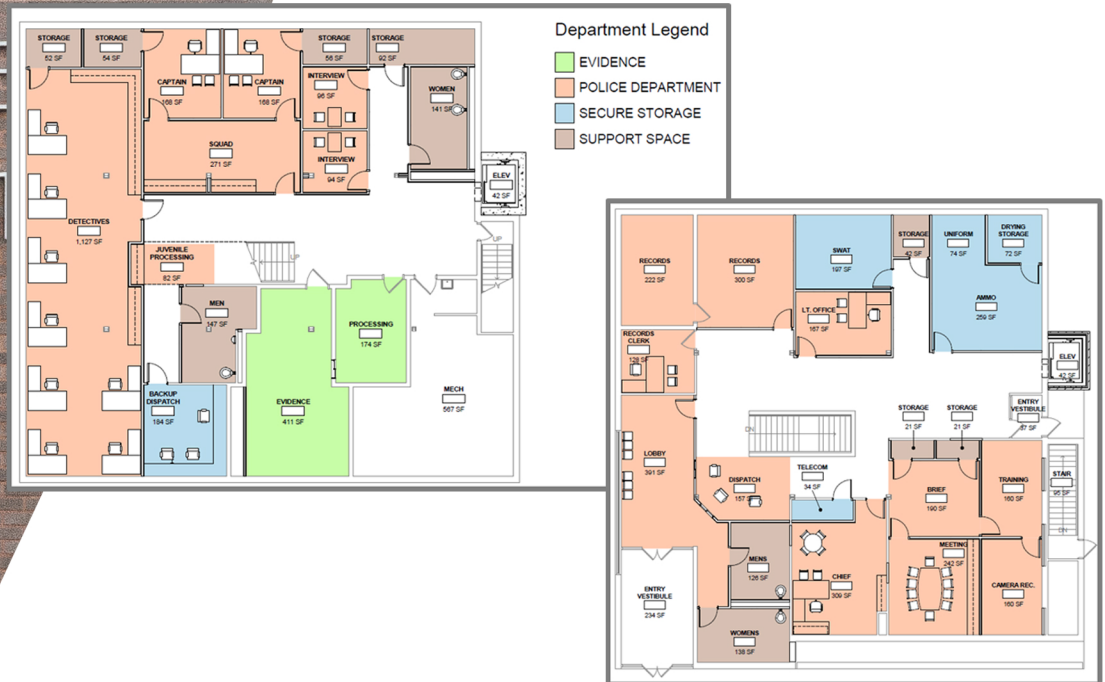 Department Legend
EVIDENCE
POLICE DEPARTMENT
SECURE STORAGE
SUPPORT SPACE
STORAGE
52 SF
STORAGE
54 SF
CAPTAIN
168 SF
CAPTAIN
168 SF
STORAGE
56 SF
STORAGE
92 SF
INTERVIEW
96 SF
WOMEN
141 SF
SQUAD
271 SF
INTERVIEW
94 SF
ELEV
42 SF
DETECTIVES
1,127 SF
UP
JUVENILE
PROCESSING
82 SF
UP
MEN
147 SF
PROCESSING
174 SF
BACKUP
DISPATCH
184 SF
EVIDENCE
411 SF
MECH
567 SF
RECORDS
222 SF
RECORDS
300 SF
SWAT
197 SF
STORAGE
42 SF
UNIFORM
74 SF
DRYING
STORAGE
72 SF
LT. OFFICE
167 SF
AMMO
259 SF
RECORDS
CLERK
128 SF
ELEV
42 SF
STORAGE
21 SF
STORAGE
21 SF
ENTRY
VESTIBULE
37 SF
DN
LOBBY
391 SF
TELECOM
34 SF
DISPATCH
157 SF
BRIEF
190 SF
TRAINING
160 SF
STAIR
95 SF
DN
MENS
126 SF
CHIEF
309 SF
MEETING
242 SF
CAMERA REC.
160 SF
ENTRY
VESTIBULE
234 SF
WOMENS
138 SF